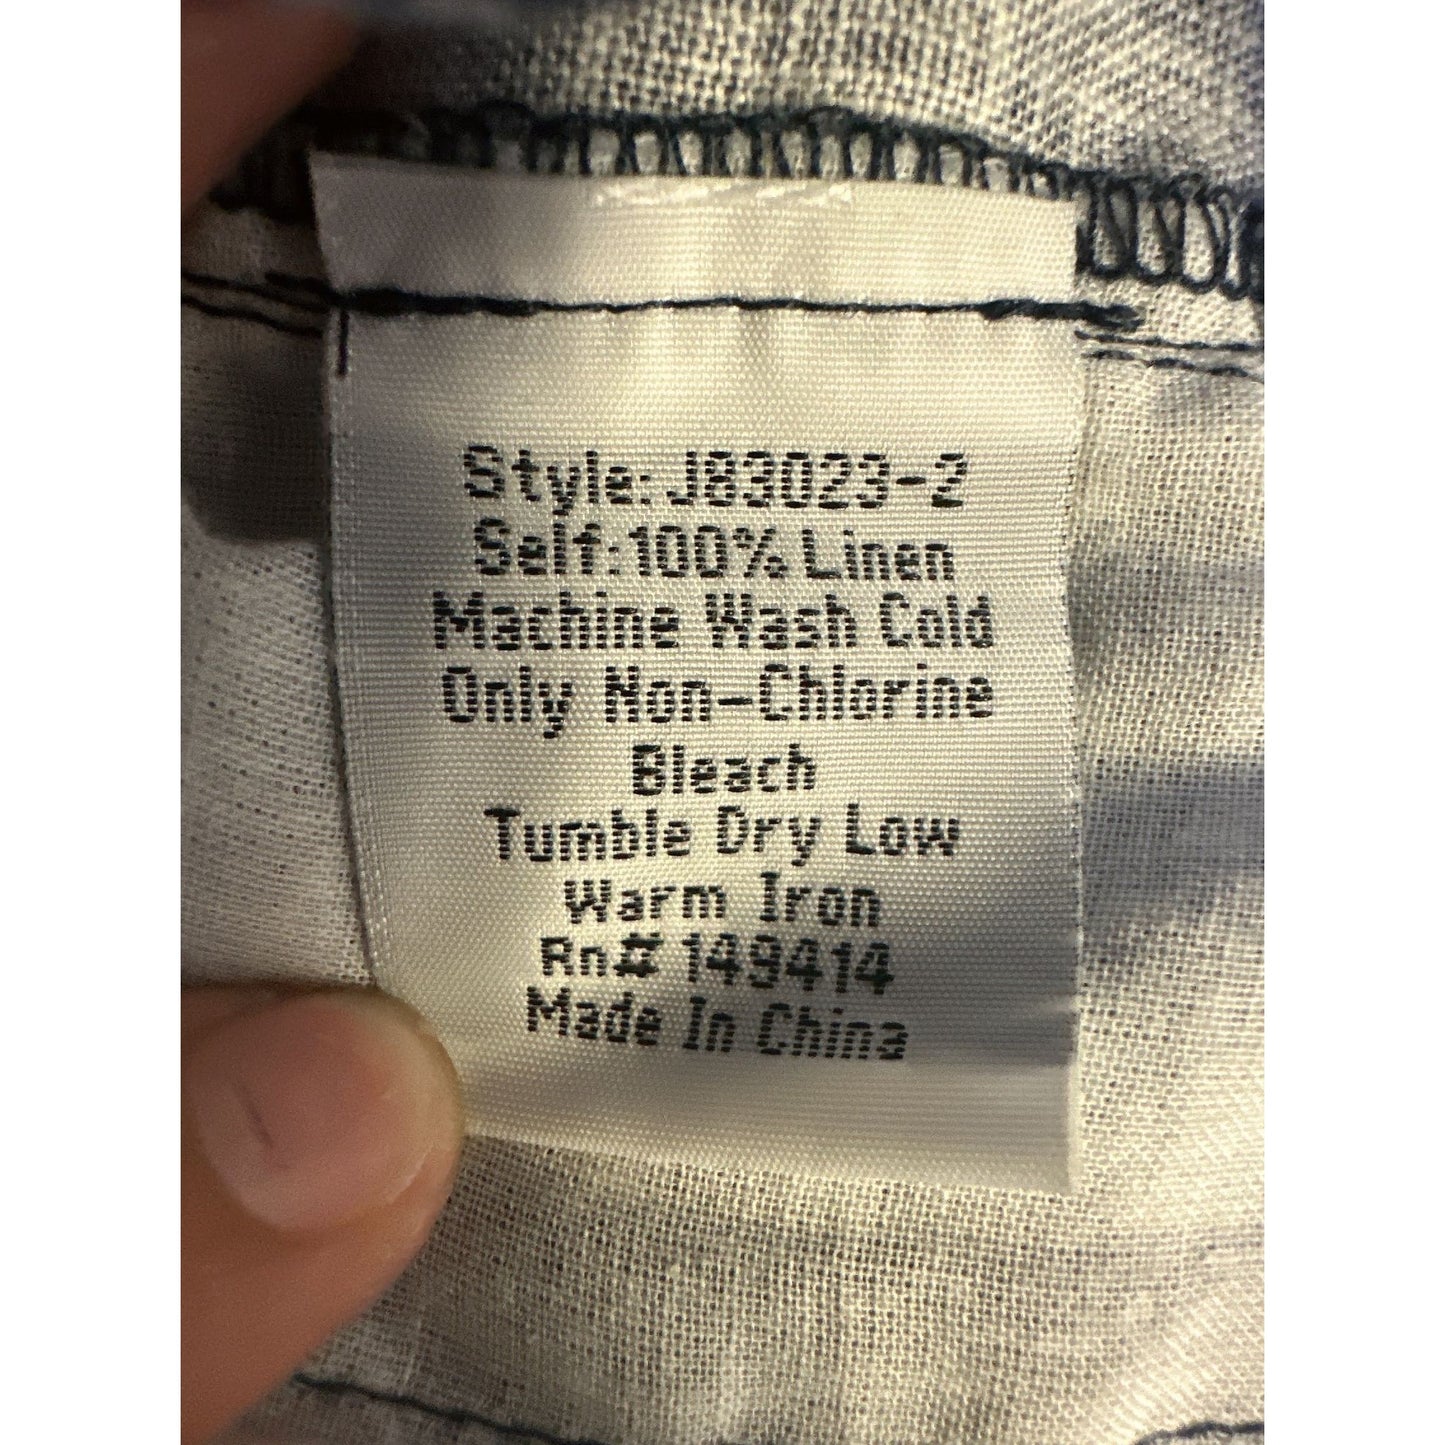 Style: J83023-2
Self: 100% Linen
Machine Wash Cold
Only Non-Chlorine
Bleach
Tumble Dry Low
Warm Iron
Rn# 149414
Made In China